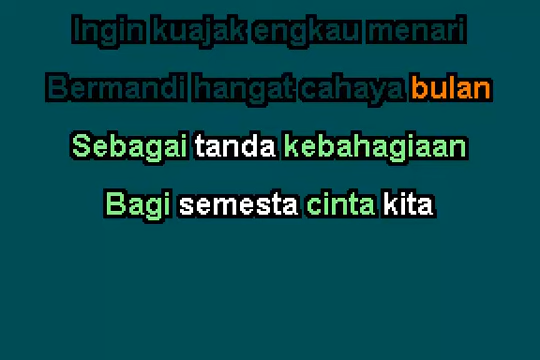 Ingin kuajak engkau menari
Bermandi hangat cahaya bulan
Sebagai tanda kebahagiaan
Bagi semesta cinta kita